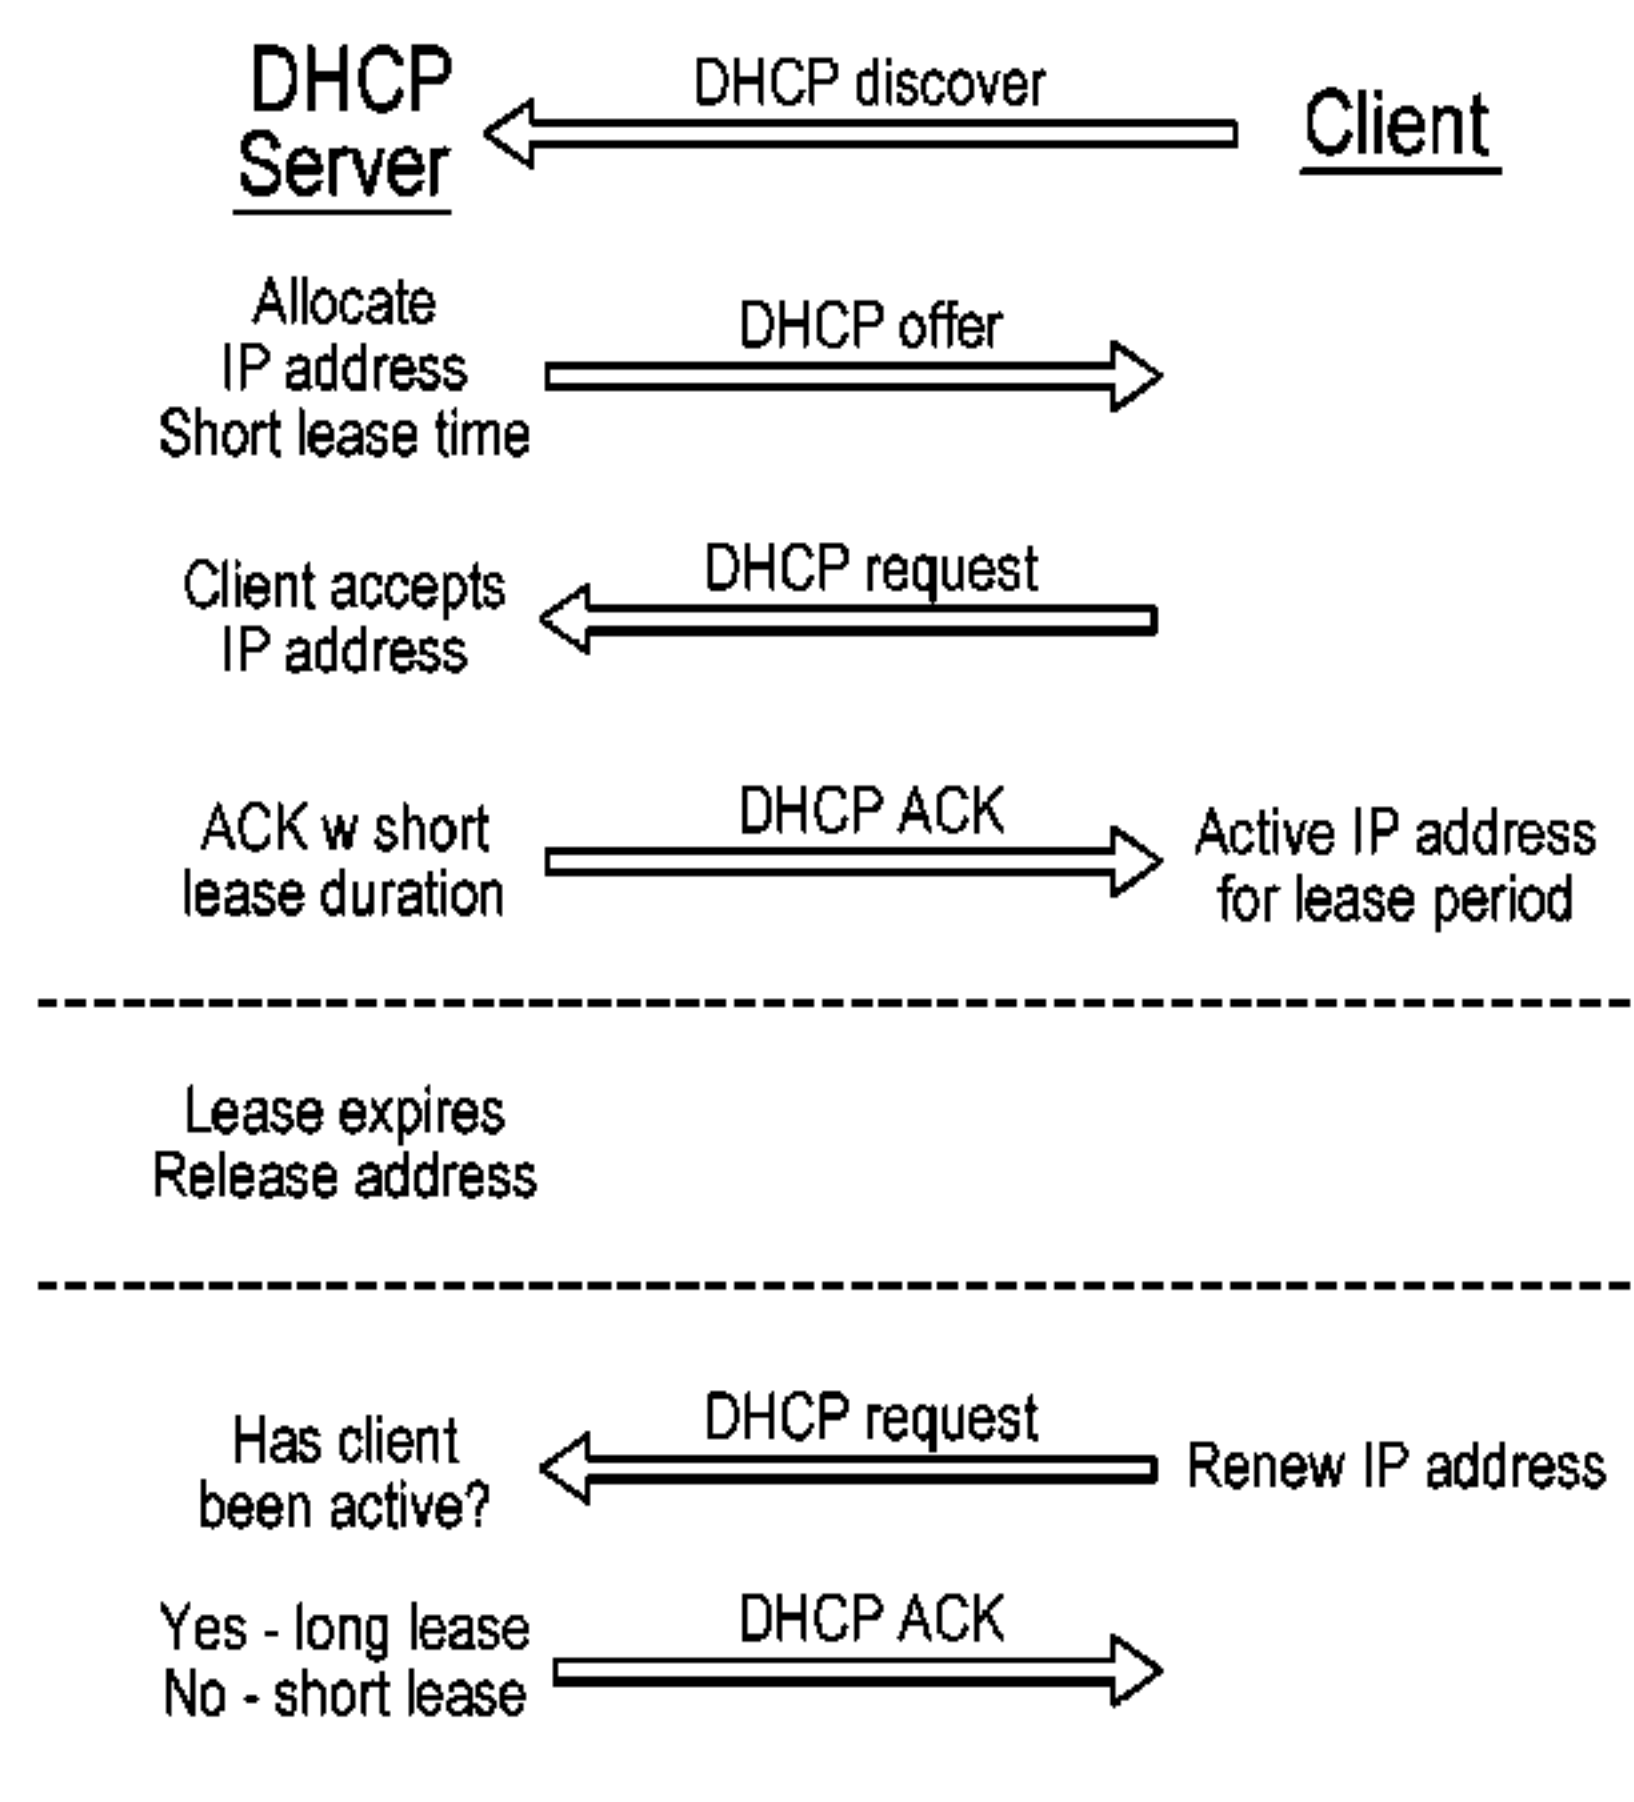 DHCP
Server
DHCP discover
Client
Allocate
IP address
Short lease time
DHCP offer
Client accepts
IP address
DHCP request
ACK w short
lease duration
DHCP ACK
Active IP address
for lease period
Lease expires
Release address
Has client
been active?
DHCP request
Renew IP address
Yes - long lease
No - short lease
DHCP ACK